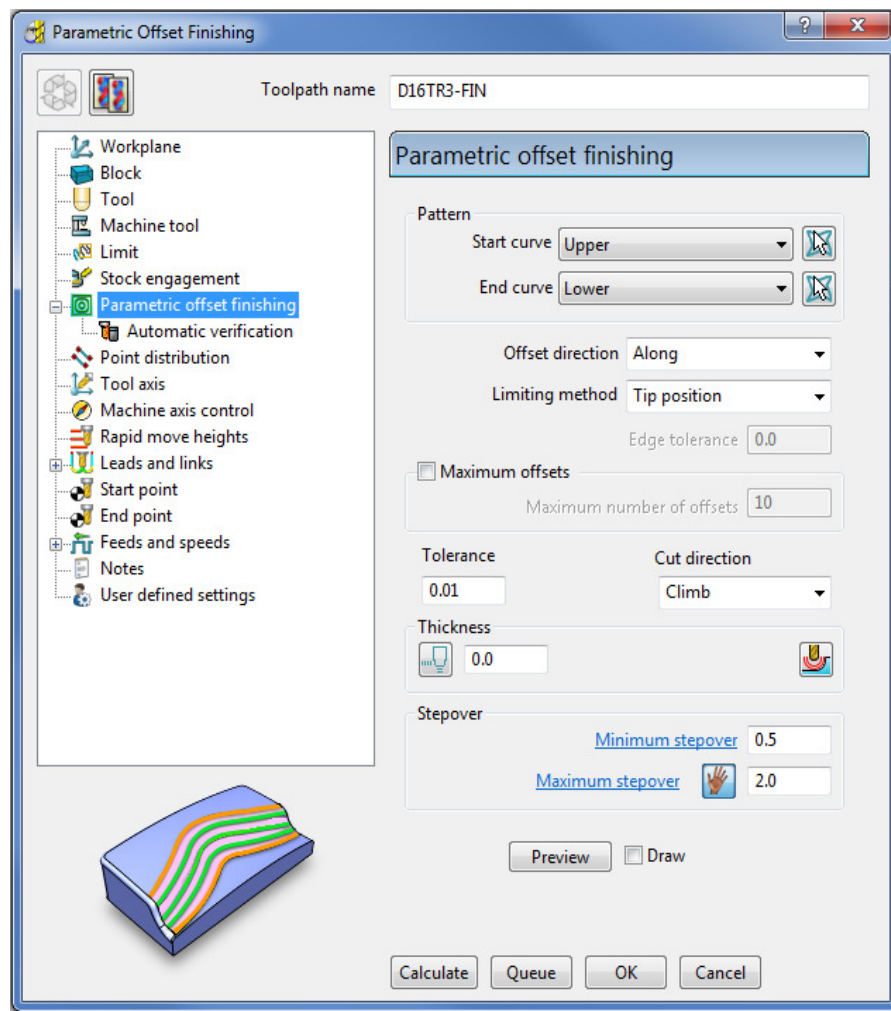 Parametric Offset Finishing
Toolpath name D16TR3-FIN
Workplane
Block
Tool
Machine tool
Limit
Stock engagement
Parametric offset finishing
Automatic verification
Point distribution
Tool axis
Machine axis control
Rapid move heights
Leads and links
Start point
End point
Feeds and speeds
Notes
User defined settings
Parametric offset finishing
Pattern
Start curve Upper
End curve Lower
Offset direction Along
Limiting method Tip position
Edge tolerance 0.0
Maximum offsets
Maximum number of offsets 10
Tolerance Cut direction
0.01 Climb
Thickness
0.0
Stepover
Minimum stepover 0.5
Maximum stepover 2.0
Preview Draw
Calculate Queue OK Cancel